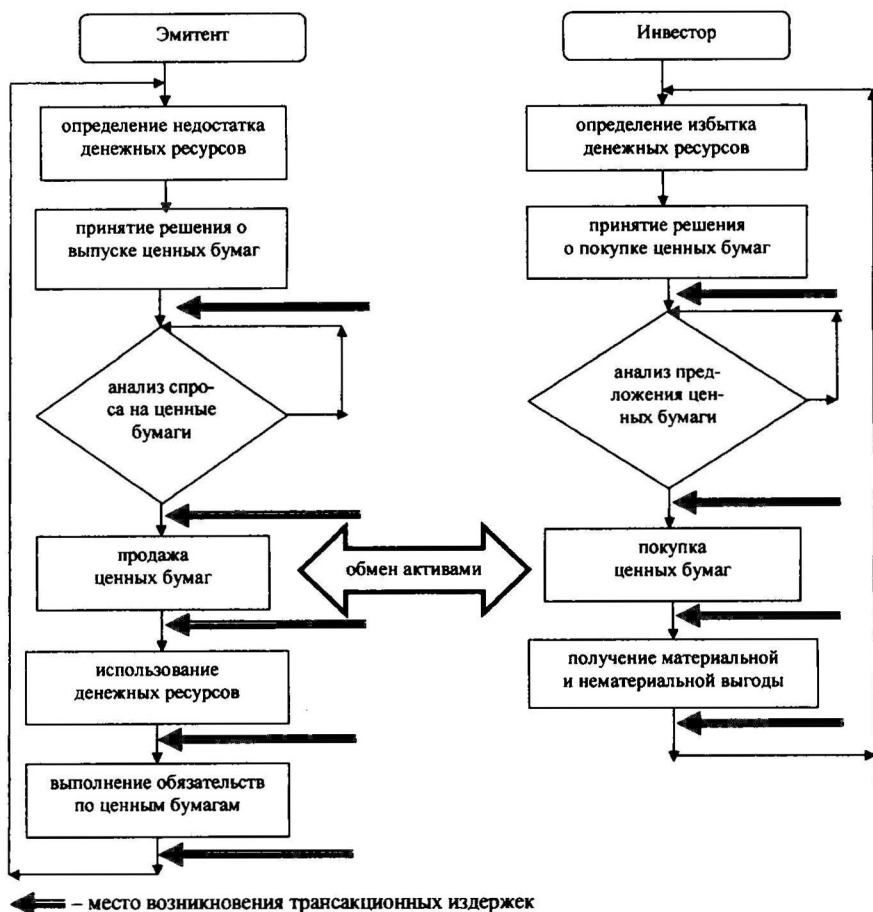 Эмитент
определение недостатка
денежных ресурсов
принятие решения о
выпуске ценных бумаг
анализ спро-
са на ценные
бумаги
продажа
ценных бумаг
использование
денежных ресурсов
выполнение обязательств
по ценным бумагам
обмен активами
Инвестор
определение избытка
денежных ресурсов
принятие решения
о покупке ценных бумаг
анализ пред-
ложения цен-
ных бумаги
покупка
ценных бумаг
получение материальной
и нематериальной выгоды
– место возникновения трансакционных издержек